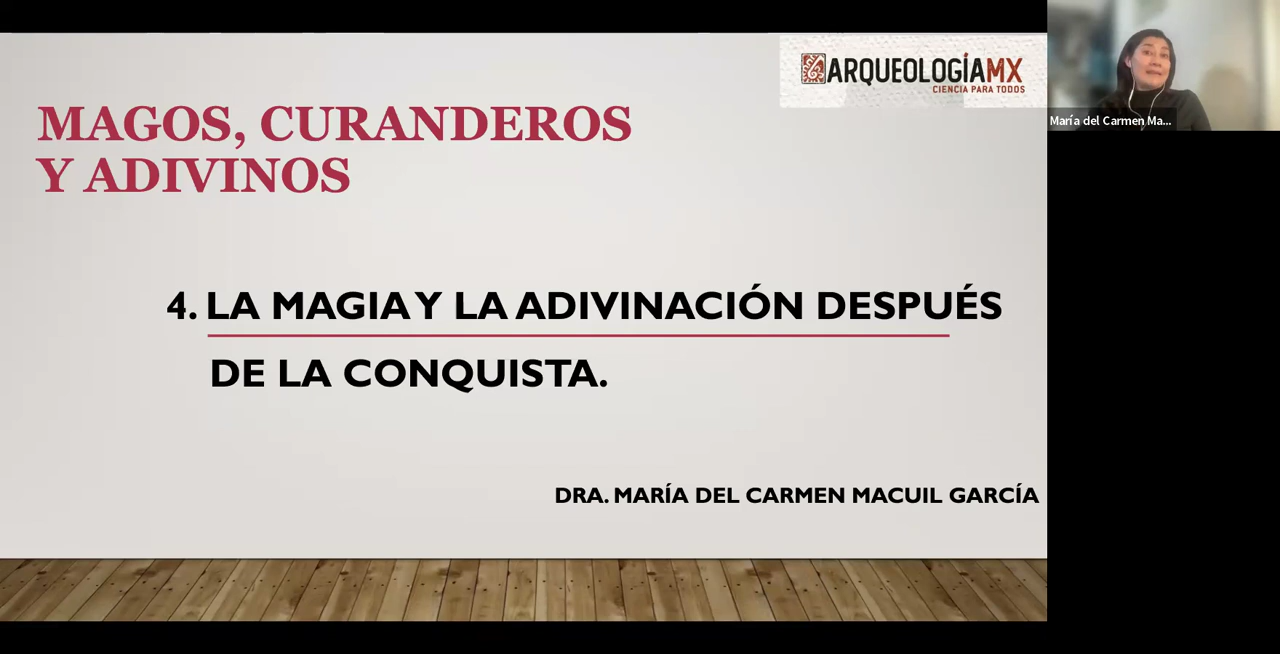 ARQUEOLOGÍAMX
CIENCIA PARA TODOS
MAGOS, CURANDEROS
Y ADIVINOS
4. LA MAGIA Y LA ADIVINACIÓN DESPUÉS
DE LA CONQUISTA.
DRA. MARÍA DEL CARMEN MACUIL GARCÍA
María del Carmen Ma...